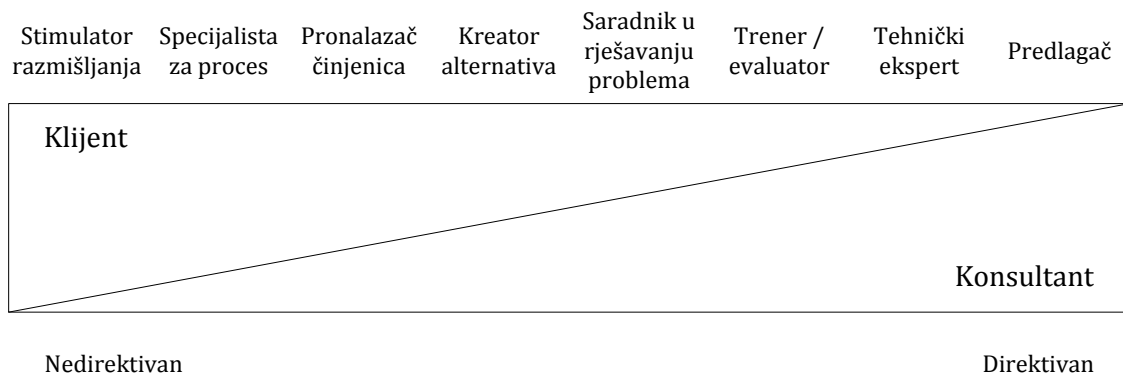 Stimulator
razmišljanja
Specijalista
za proces
Pronalazač
činjenica
Kreator
alternativa
Saradnik u
rješavanju
problema
Trener /
evaluator
Tehnički
ekspert
Predlagač
Klijent
Konsultant
Nedirektivan
Direktivan